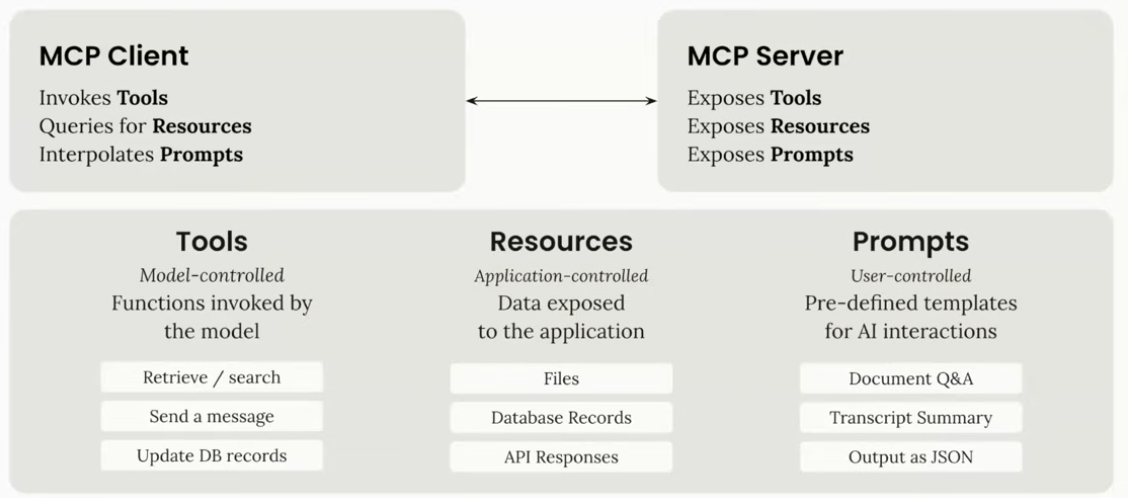 MCP Client
Invokes Tools
Queries for Resources
Interpolates Prompts
MCP Server
Exposes Tools
Exposes Resources
Exposes Prompts
Tools
Model-controlled
Functions invoked by
the model
Retrieve / search
Send a message
Update DB records
Resources
Application-controlled
Data exposed
to the application
Files
Database Records
API Responses
Prompts
User-controlled
Pre-defined templates
for AI interactions
Document Q&A
Transcript Summary
Output as JSON